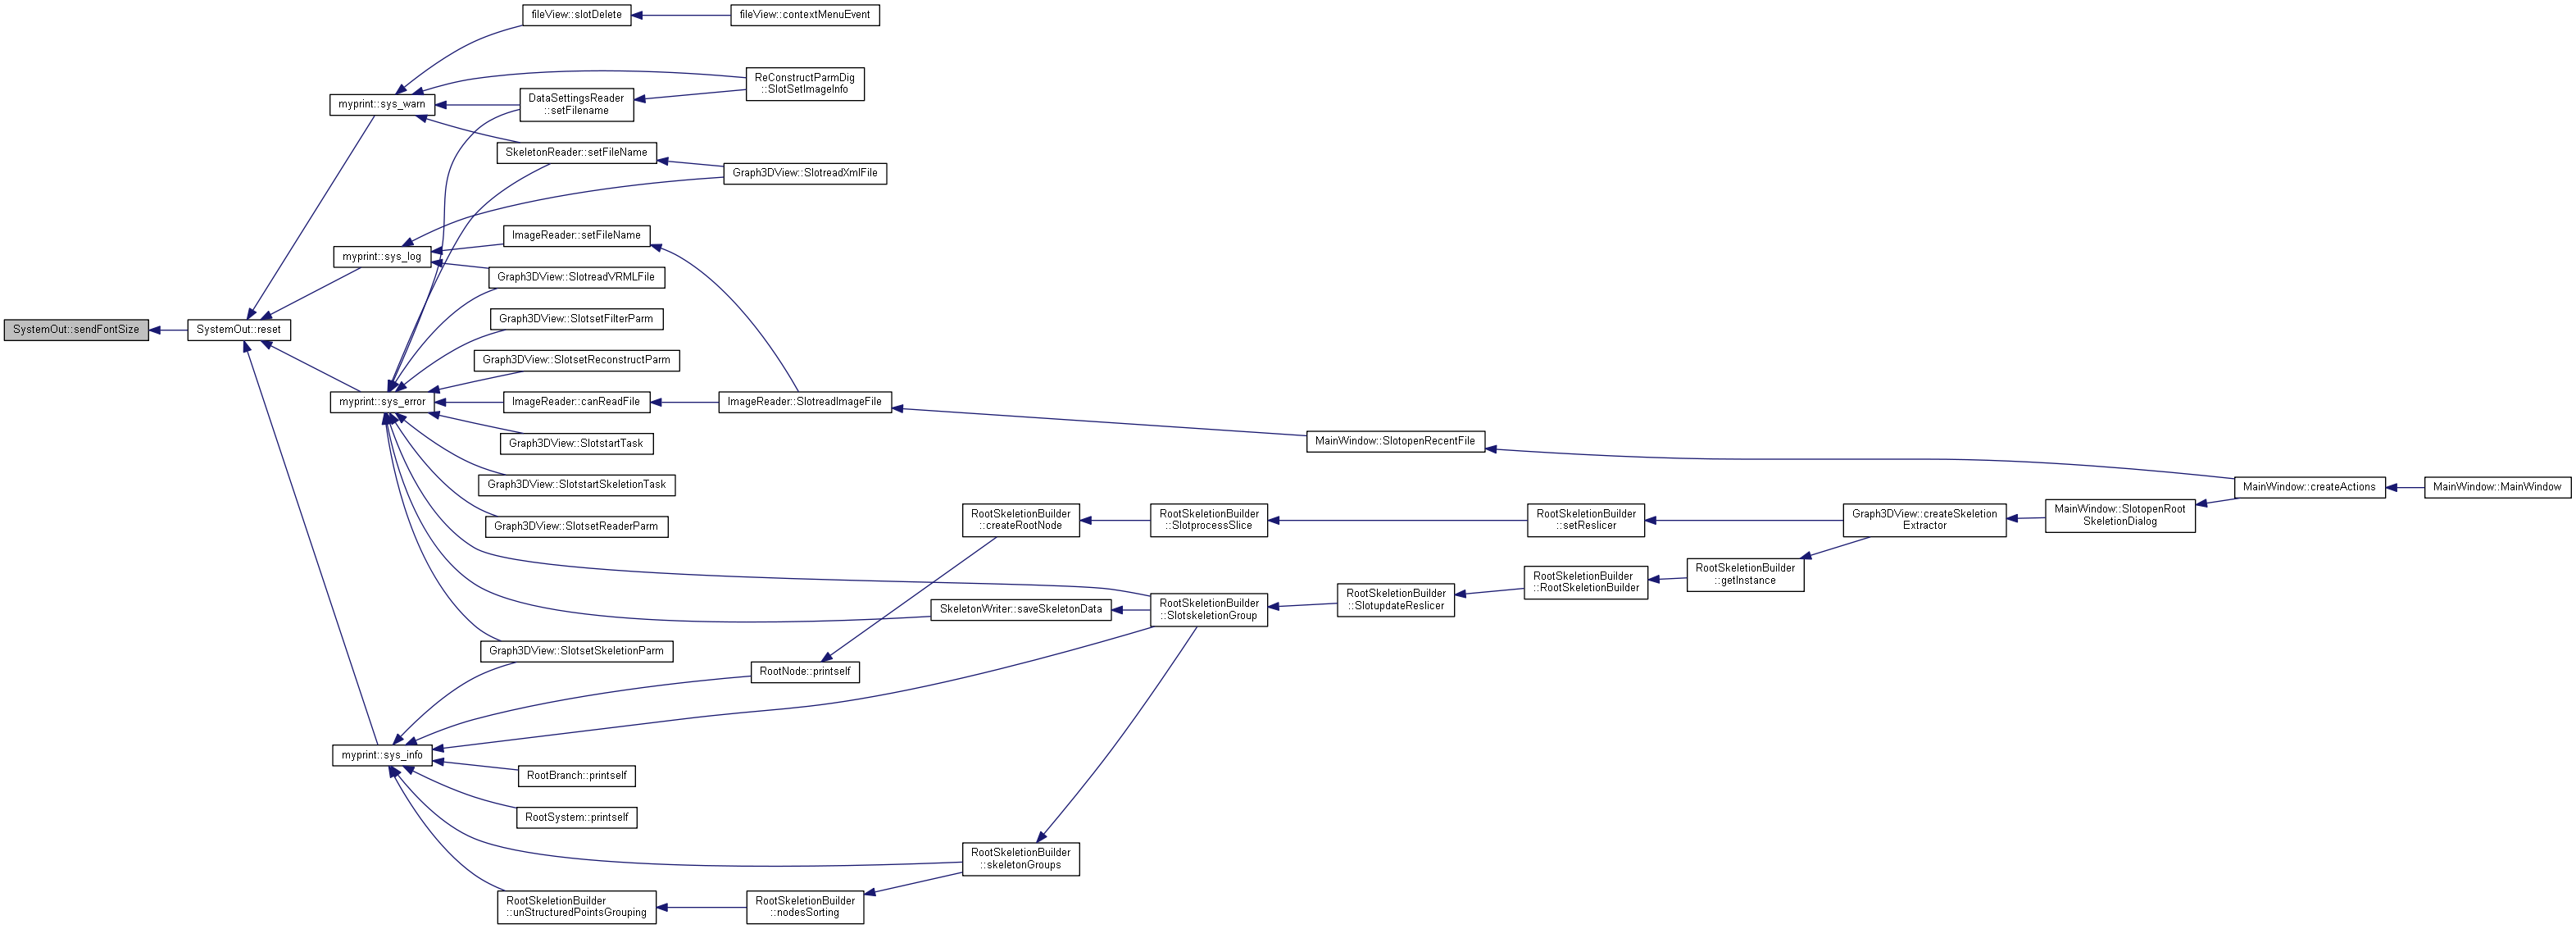 fileView::slotDelete
fileView::contextMenuEvent
ReConstructParmDlg
::SlotSetImageInfo
myprint::sys_warn
DataSettingsReader
::setFilename
SkeletonReader::setFileName
Graph3DView::SlotreadXmlFile
ImageReader::setFileName
myprint::sys_log
Graph3DView::SlotreadVRMLFile
Graph3DView::SlotsetFilterParm
SystemOut::sendFontSize
SystemOut::reset
Graph3DView::SlotsetReconstructParm
myprint::sys_error
ImageReader::canReadFile
ImageReader::SlotreadImageFile
Graph3DView::SlotstartTask
MainWindow::SlotopenRecentFile
Graph3DView::SlotstartSkeletionTask
MainWindow::createActions
MainWindow::MainWindow
Graph3DView::SlotsetReaderParm
RootSkeletionBuilder
::createRootNode
RootSkeletionBuilder
::SlotprocessSlice
RootSkeletionBuilder
::setReslicer
Graph3DView::createSkeletion
Extractor
MainWindow::SlotopenRoot
SkeletionDialog
RootSkeletionBuilder
::getInstance
RootSkeletionBuilder
::RootSkeletionBuilder
RootSkeletionBuilder
::SlotupdateReslicer
RootSkeletionBuilder
::SlotskeletionGroup
SkeletonWriter::saveSkeletonData
Graph3DView::SlotsetSkeletionParm
RootNode::printself
myprint::sys_info
RootBranch::printself
RootSystem::printself
RootSkeletionBuilder
::skeletonGroups
RootSkeletionBuilder
::unStructuredPointsGrouping
RootSkeletionBuilder
::nodesSorting